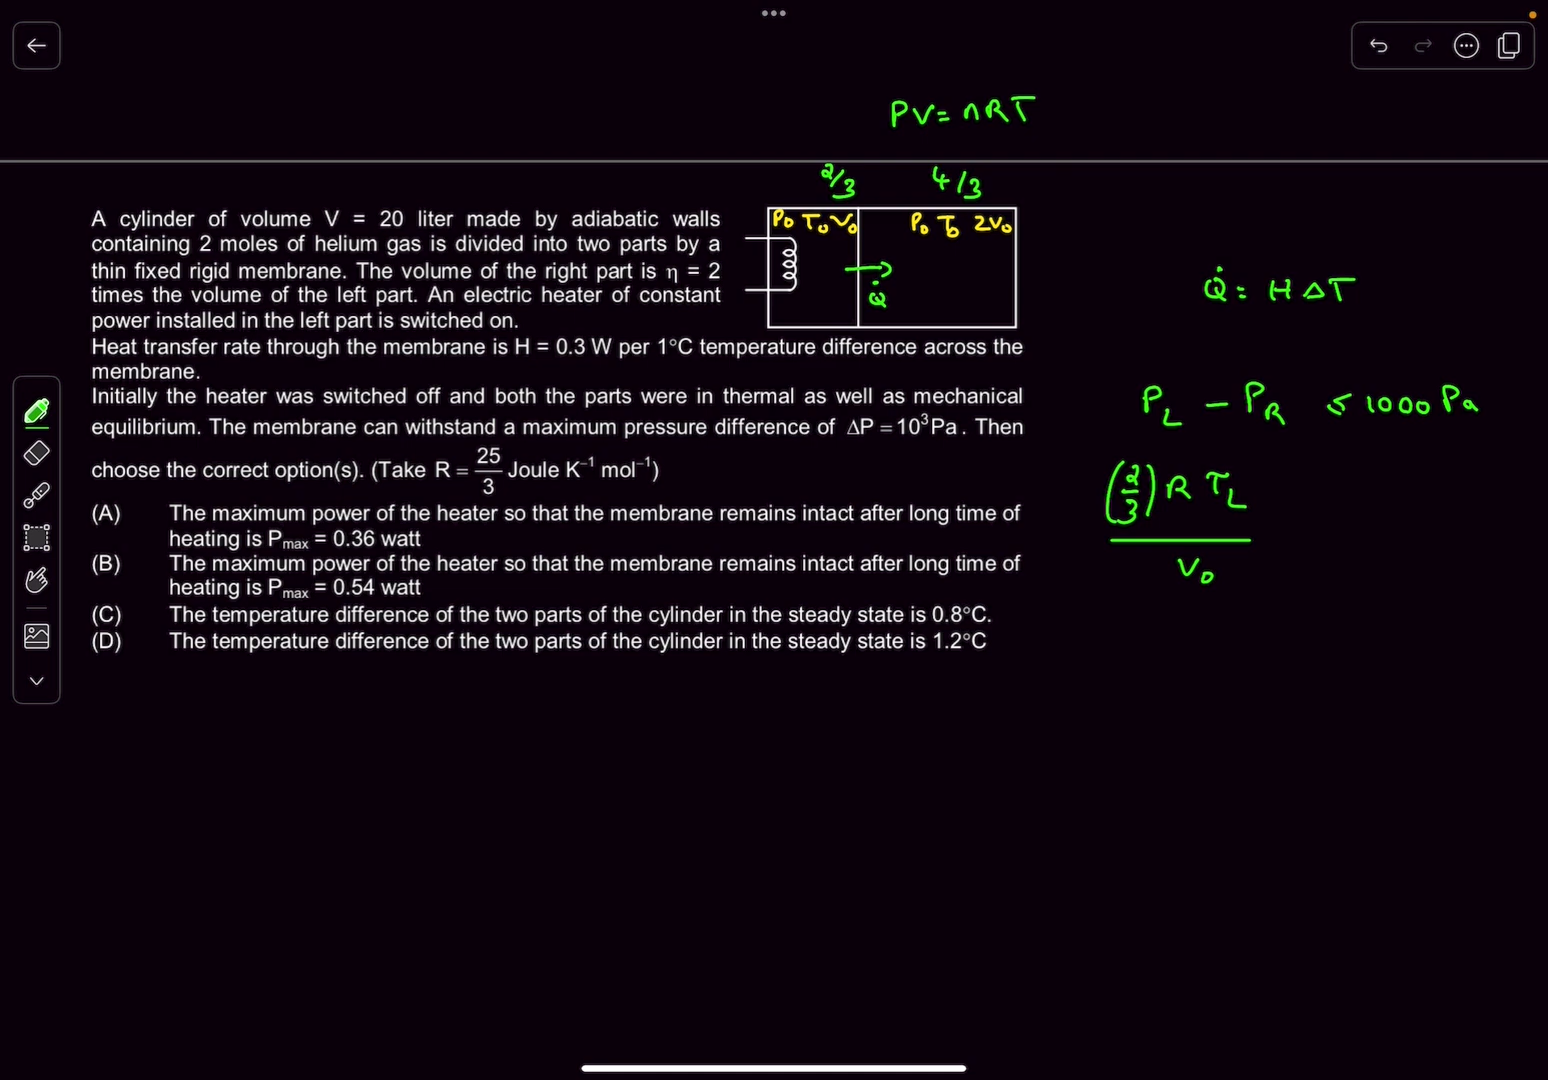 PV = nRT
2/3 4/3
A cylinder of volume V = 20 liter made by adiabatic walls
containing 2 moles of helium gas is divided into two parts by a
thin fixed rigid membrane. The volume of the right part is η = 2
times the volume of the left part. An electric heater of constant
power installed in the left part is switched on.
P₀ T₀ V₀ P₀ T₀ 2V₀
Q̇
Heat transfer rate through the membrane is H = 0.3 W per 1°C temperature difference across the
membrane.
Initially the heater was switched off and both the parts were in thermal as well as mechanical
equilibrium. The membrane can withstand a maximum pressure difference of ΔP = 10³Pa. Then
choose the correct option(s). (Take R = 25/3 Joule K⁻¹ mol⁻¹)
(A) The maximum power of the heater so that the membrane remains intact after long time of
heating is Pmax = 0.36 watt
(B) The maximum power of the heater so that the membrane remains intact after long time of
heating is Pmax = 0.54 watt
(C) The temperature difference of the two parts of the cylinder in the steady state is 0.8°C.
(D) The temperature difference of the two parts of the cylinder in the steady state is 1.2°C
Q̇ = H ΔT
P_L - P_R ≤ 1000 Pa
(2/3) R T_L
V₀